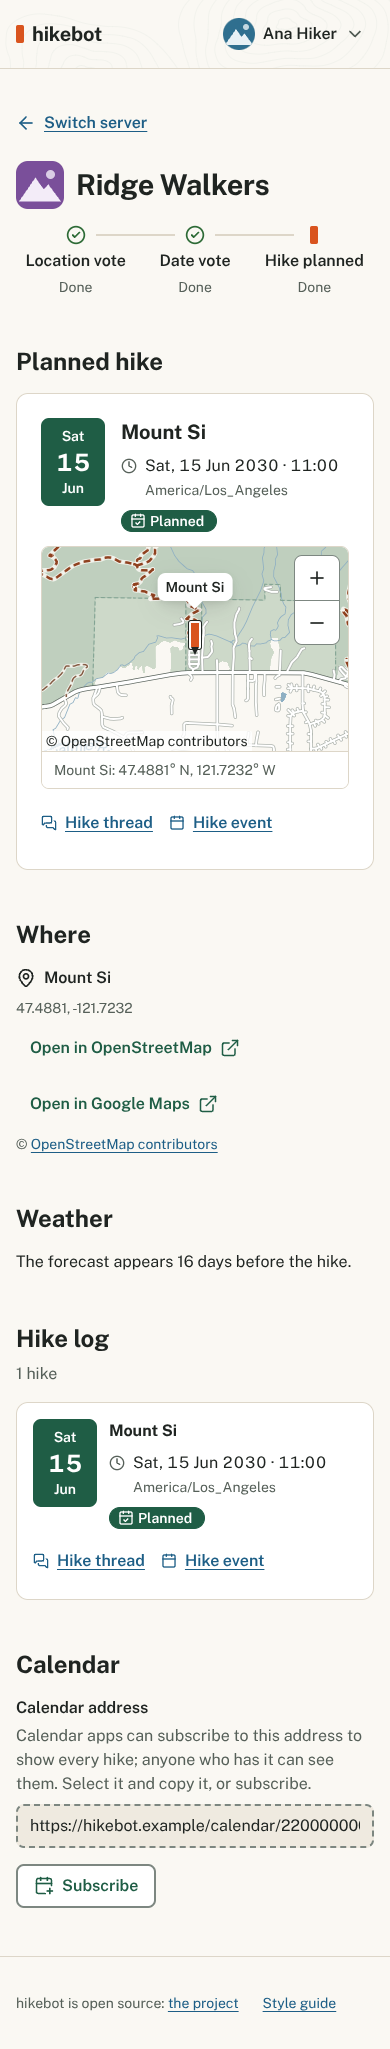 hikebot
Ana Hiker
Switch server
Ridge Walkers
Location vote
Date vote
Hike planned
Done
Done
Done
Planned hike
Sat
15
Jun
Mount Si
Sat, 15 Jun 2030 · 11:00
America/Los_Angeles
Planned
Mount Si
+
−
© OpenStreetMap contributors
Mount Si: 47.4881° N, 121.7232° W
Hike thread
Hike event
Where
Mount Si
47.4881, -121.7232
Open in OpenStreetMap
Open in Google Maps
© OpenStreetMap contributors
Weather
The forecast appears 16 days before the hike.
Hike log
1 hike
Sat
15
Jun
Mount Si
Sat, 15 Jun 2030 · 11:00
America/Los_Angeles
Planned
Hike thread
Hike event
Calendar
Calendar address
Calendar apps can subscribe to this address to
show every hike; anyone who has it can see
them. Select it and copy it, or subscribe.
https://hikebot.example/calendar/220000000
Subscribe
hikebot is open source: the project
Style guide